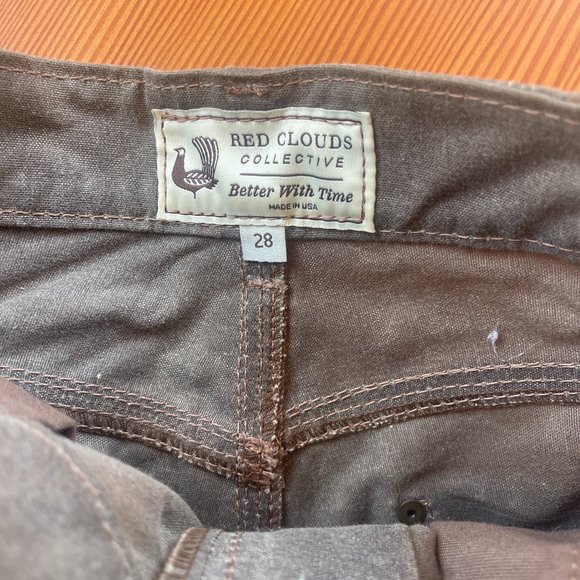 RED CLOUDS
COLLECTIVE
Better With Time
MADE IN USA
28